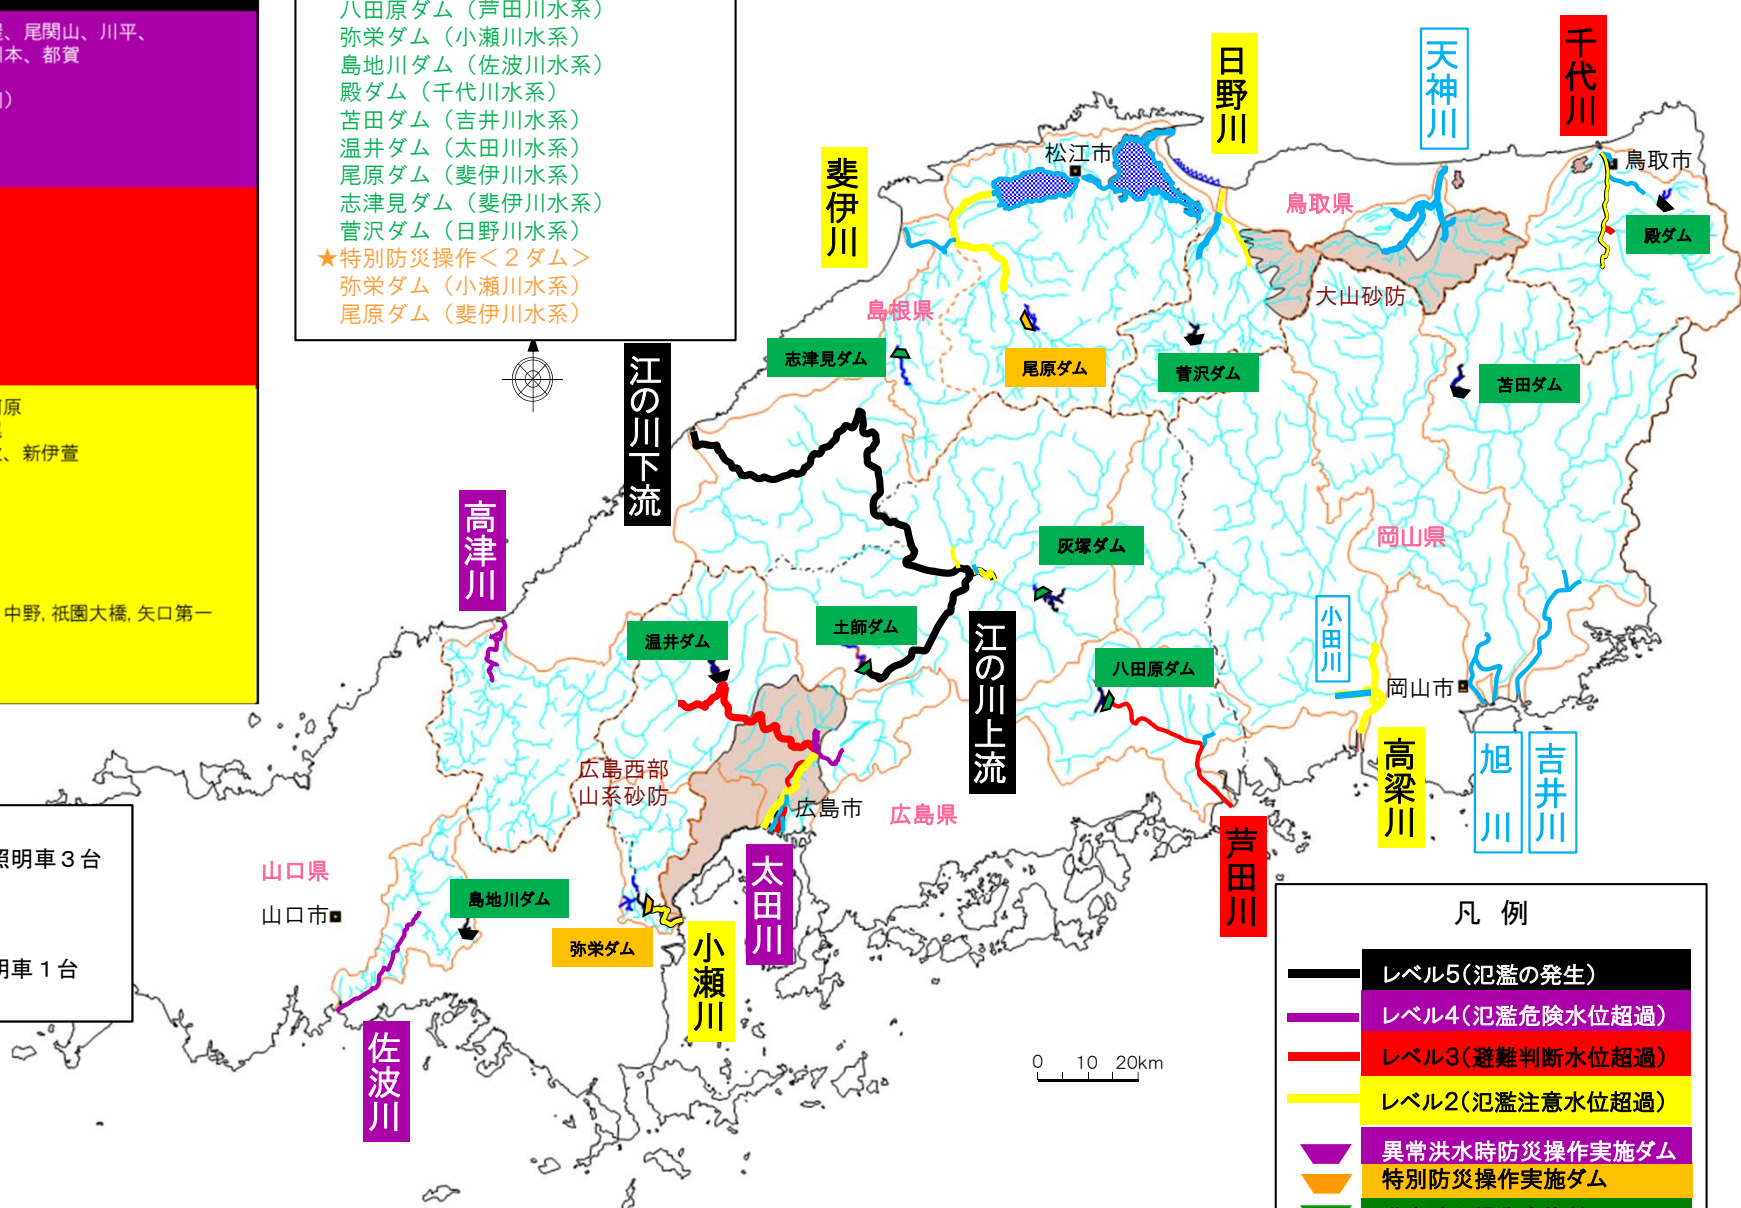 、尾関山、川平、
本、都賀
）
原
、新伊萱
中野, 祇園大橋, 矢口第一
照明車３台
明車１台
八田原ダム（芦田川水系）
弥栄ダム（小瀬川水系）
島地川ダム（佐波川水系）
殿ダム（千代川水系）
苫田ダム（吉井川水系）
温井ダム（太田川水系）
尾原ダム（斐伊川水系）
志津見ダム（斐伊川水系）
菅沢ダム（日野川水系）
★特別防災操作＜２ダム＞
弥栄ダム（小瀬川水系）
尾原ダム（斐伊川水系）
千代川
天神川
日野川
斐伊川
松江市
鳥取市
鳥取県
殿ダム
大山砂防
島根県
志津見ダム
尾原ダム
菅沢ダム
苫田ダム
江の川下流
高津川
灰塚ダム
岡山県
温井ダム
土師ダム
江の川上流
八田原ダム
小田川
岡山市
高梁川
旭川
吉井川
広島西部
山系砂防
広島市
広島県
芦田川
太田川
山口県
山口市
島地川ダム
弥栄ダム
小瀬川
佐波川
0 10 20km
凡 例
レベル5(氾濫の発生)
レベル4(氾濫危険水位超過)
レベル3(避難判断水位超過)
レベル2(氾濫注意水位超過)
異常洪水時防災操作実施ダム
特別防災操作実施ダム